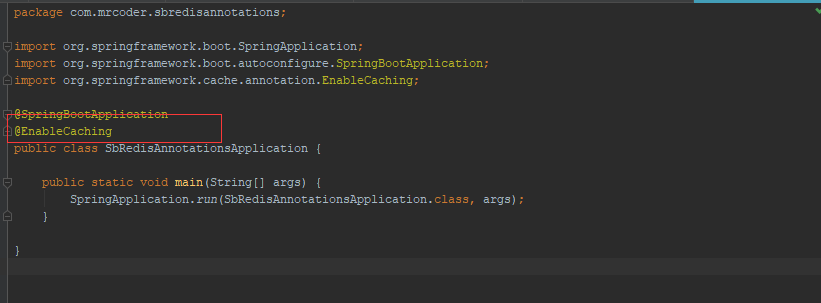 package com.mrcoder.sbredisannotations;
import org.springframework.boot.SpringApplication;
import org.springframework.boot.autoconfigure.SpringBootApplication;
import org.springframework.cache.annotation.EnableCaching;
@SpringBootApplication
@EnableCaching
public class SbRedisAnnotationsApplication {
public static void main(String[] args) {
SpringApplication.run(SbRedisAnnotationsApplication.class, args);
}
}